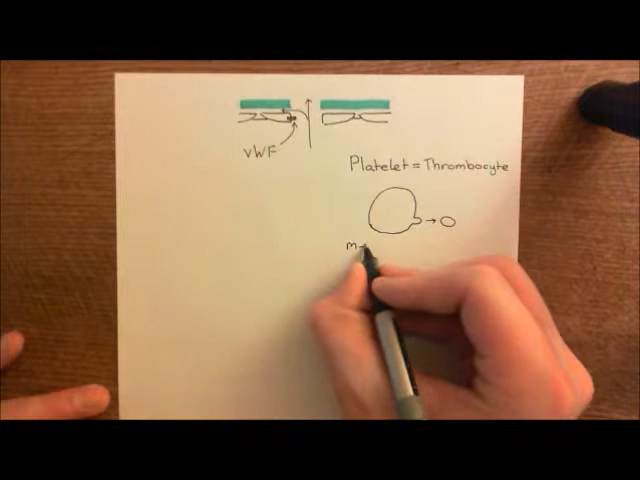 vWF
Platelet = Thrombocyte
m